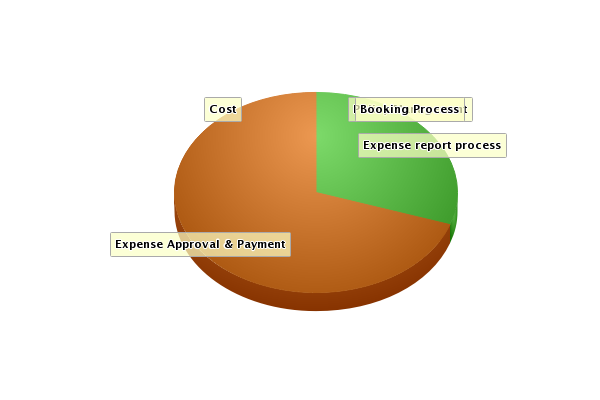 Cost
Booking Process
Expense report process
Expense Approval & Payment